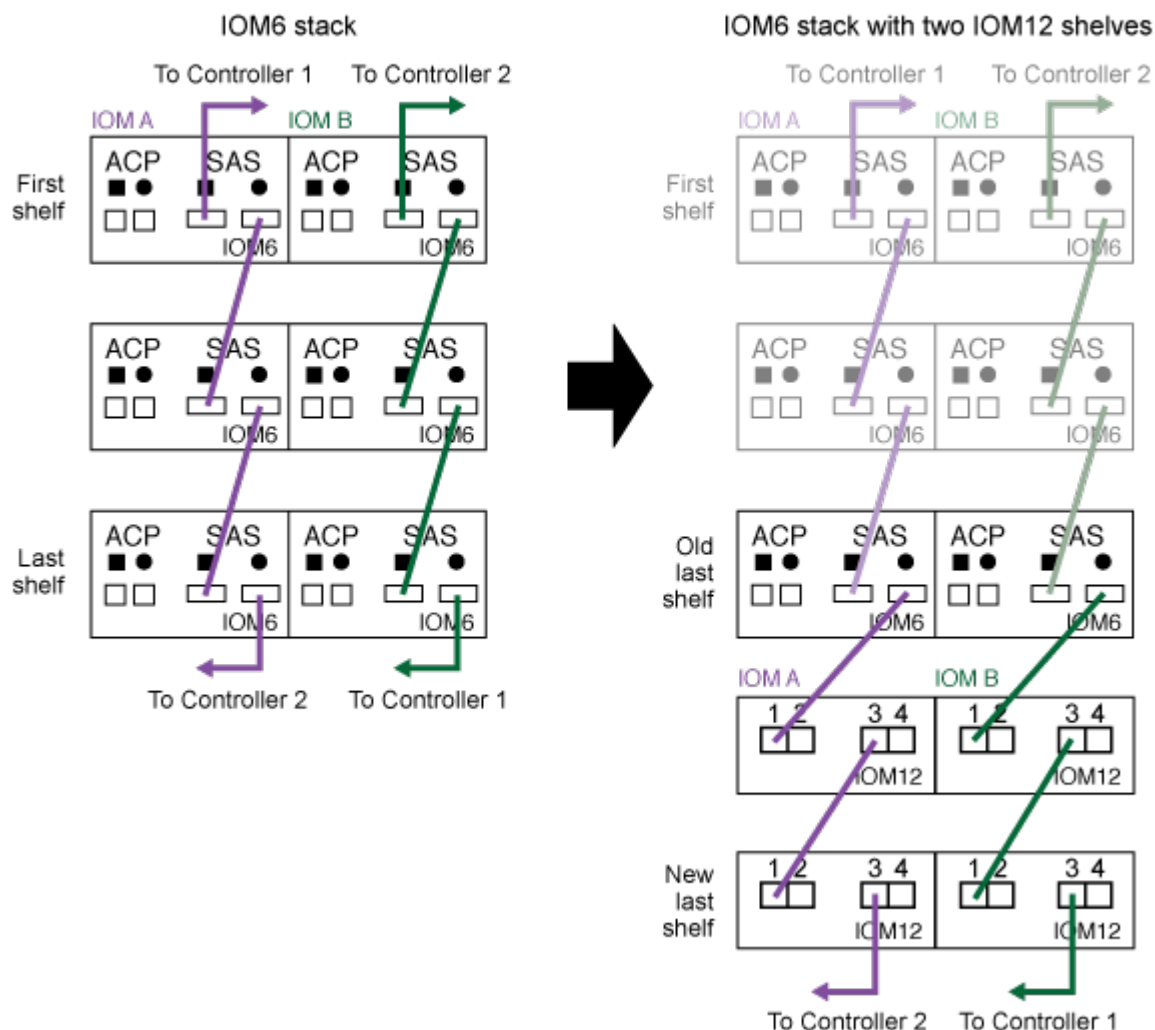 IOM6 stack
To Controller 1 To Controller 2
IOM A IOM B
First shelf
ACP SAS ACP SAS
IOM6 IOM6
ACP SAS ACP SAS
IOM6 IOM6
Last shelf
ACP SAS ACP SAS
IOM6 IOM6
To Controller 2 To Controller 1
IOM6 stack with two IOM12 shelves
To Controller 1 To Controller 2
IOM A IOM B
First shelf
ACP SAS ACP SAS
IOM6 IOM6
ACP SAS ACP SAS
IOM6 IOM6
Old last shelf
ACP SAS ACP SAS
IOM6 IOM6
IOM A IOM B
1 2 3 4 1 2 3 4
IOM12 IOM12
New last shelf
1 2 3 4 1 2 3 4
IOM12 IOM12
To Controller 2 To Controller 1